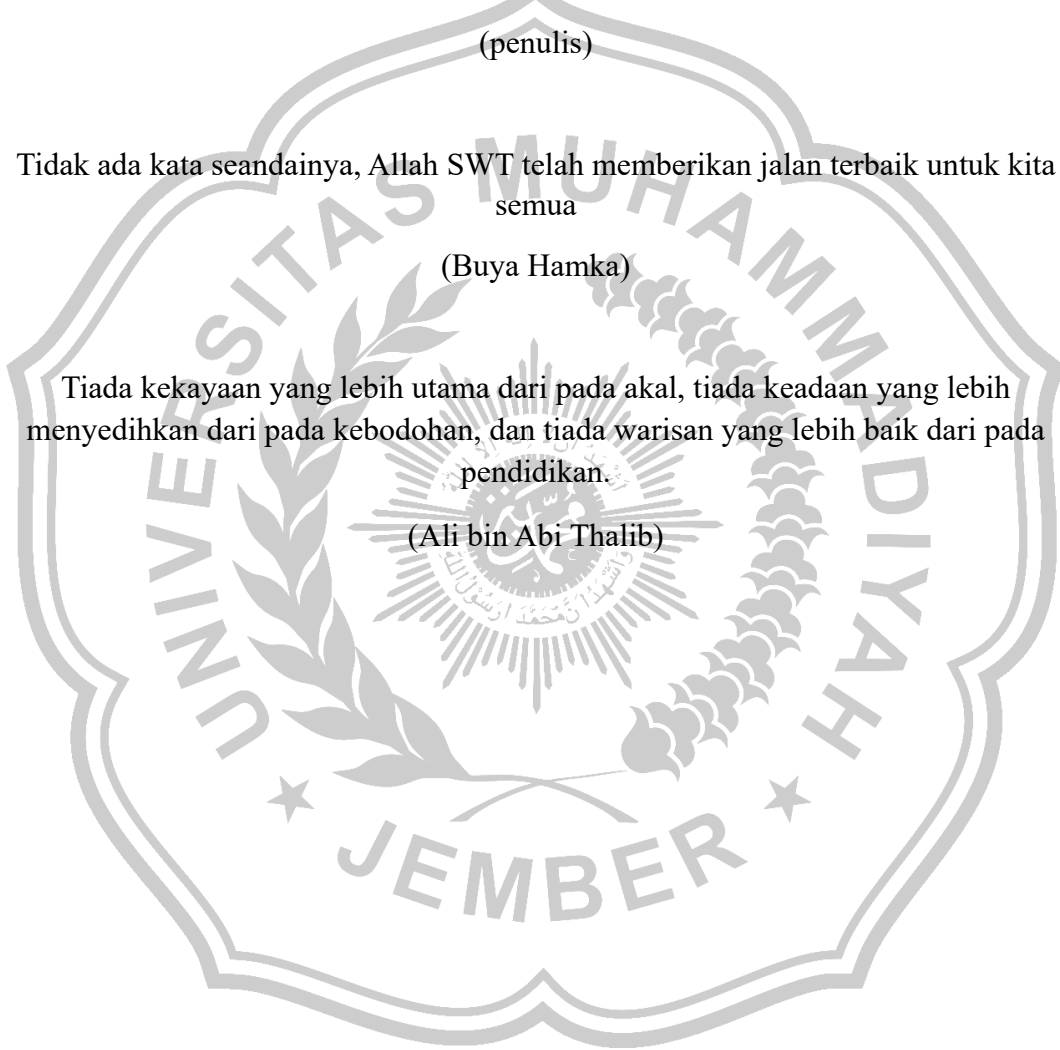 (penulis)
Tidak ada kata seandainya, Allah SWT telah memberikan jalan terbaik untuk kita
semua
(Buya Hamka)
Tiada kekayaan yang lebih utama dari pada akal, tiada keadaan yang lebih
menyedihkan dari pada kebodohan, dan tiada warisan yang lebih baik dari pada
pendidikan.
(Ali bin Abi Thalib)
UNIVERSITAS MUHAMMADIYAH
JEMBER